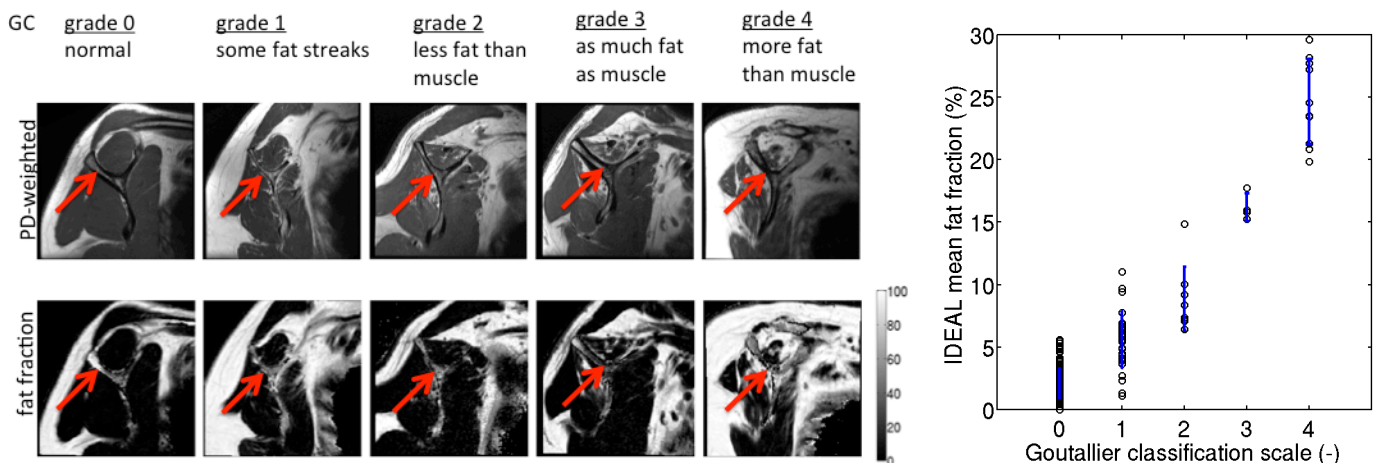 GC
grade 0
normal
grade 1
some fat streaks
grade 2
less fat than
muscle
grade 3
as much fat
as muscle
grade 4
more fat
than muscle
PD-weighted
fat fraction
100
80
60
40
20
0
IDEAL mean fat fraction (%)
30
25
20
15
10
5
0
0 1 2 3 4
Goutallier classification scale (-)